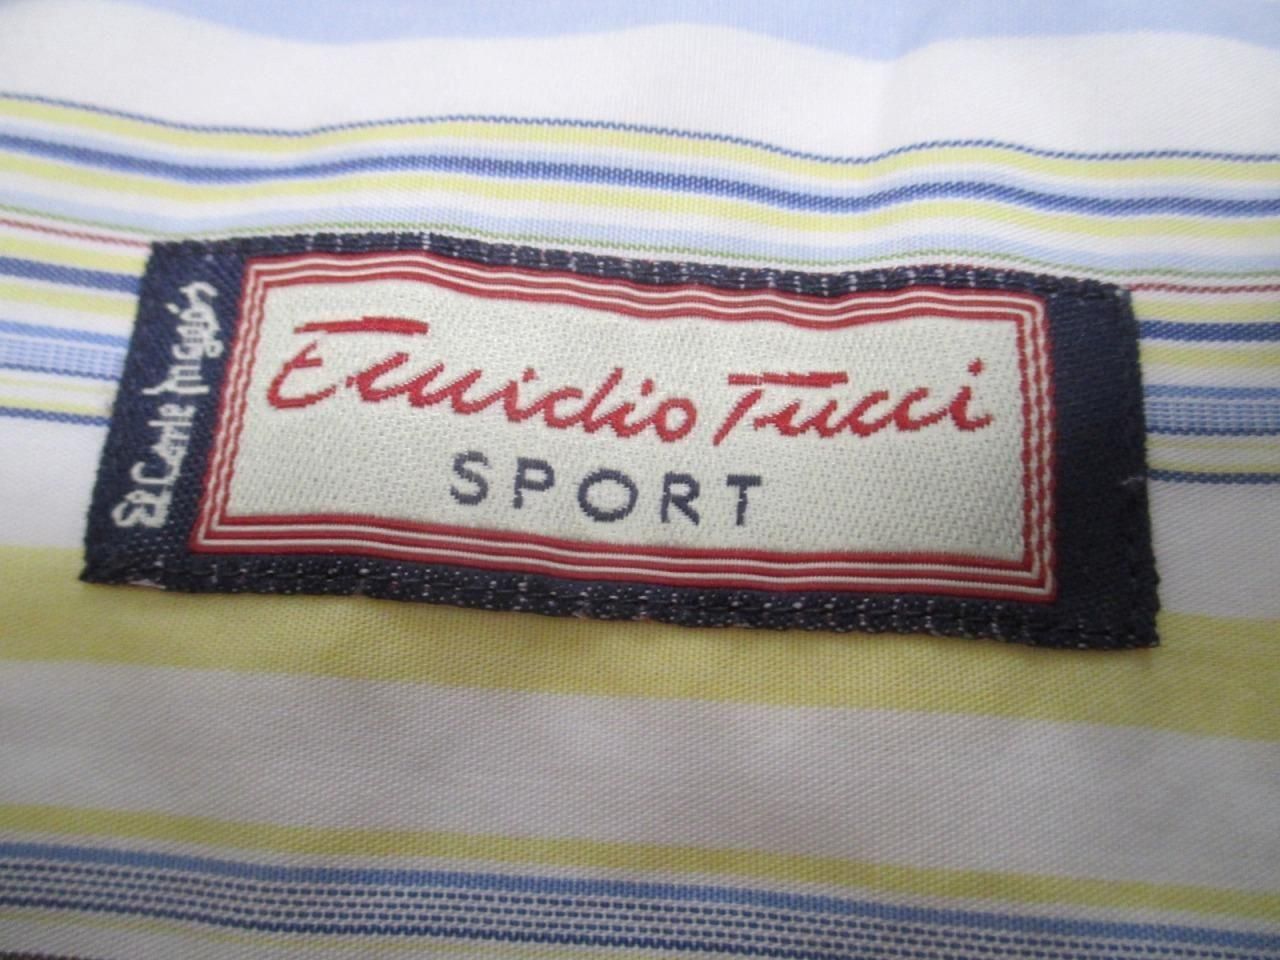 El Corte Inglés
Emidio Tucci
SPORT